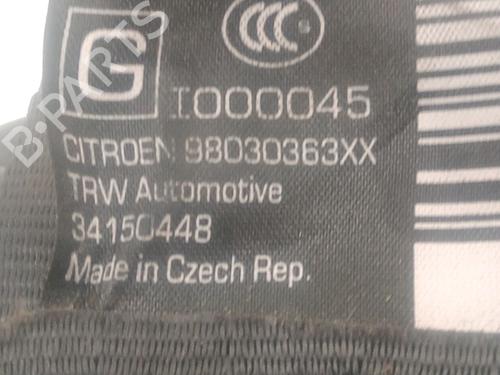 G CCC S
I000045
CITROEN 98030363XX
TRW Automotive
34150448
Made in Czech Rep.
B-PARTS